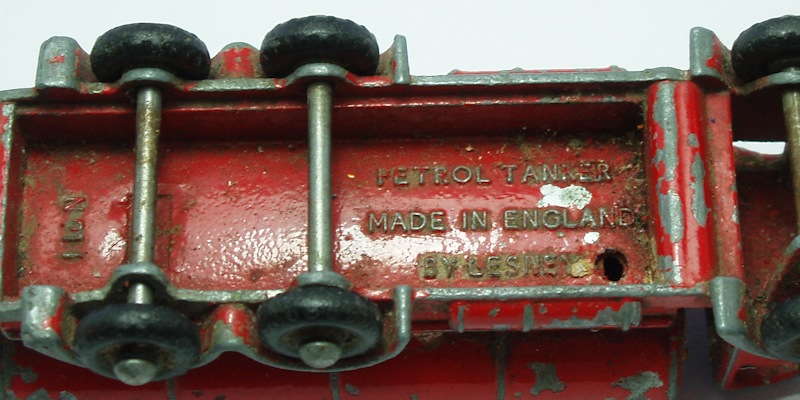 PETROL TANKER
MADE IN ENGLAND
BY LESNEY